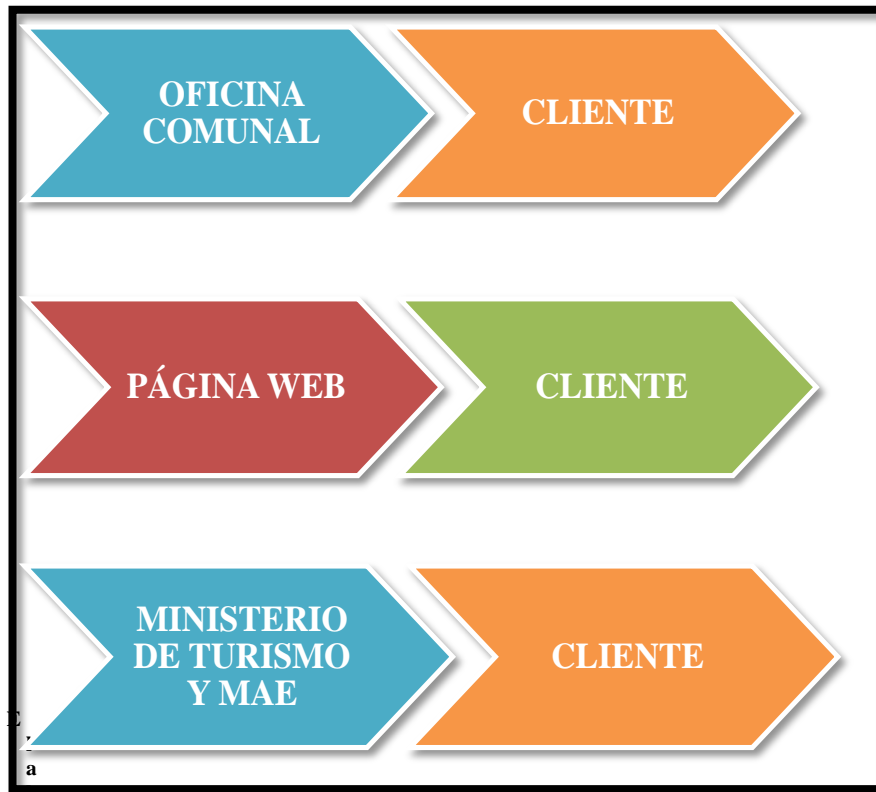 OFICINA
COMUNAL
CLIENTE
PÁGINA WEB
CLIENTE
MINISTERIO
DE TURISMO
Y MAE
CLIENTE
E
a